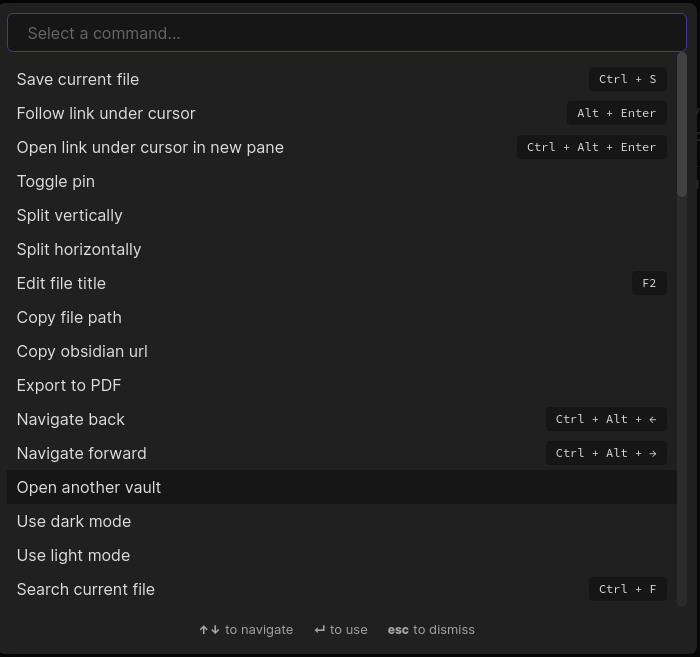 Select a command...
Save current file Ctrl + S
Follow link under cursor Alt + Enter
Open link under cursor in new pane Ctrl + Alt + Enter
Toggle pin
Split vertically
Split horizontally
Edit file title F2
Copy file path
Copy obsidian url
Export to PDF
Navigate back Ctrl + Alt + ←
Navigate forward Ctrl + Alt + →
Open another vault
Use dark mode
Use light mode
Search current file Ctrl + F
↑↓ to navigate ↵ to use esc to dismiss